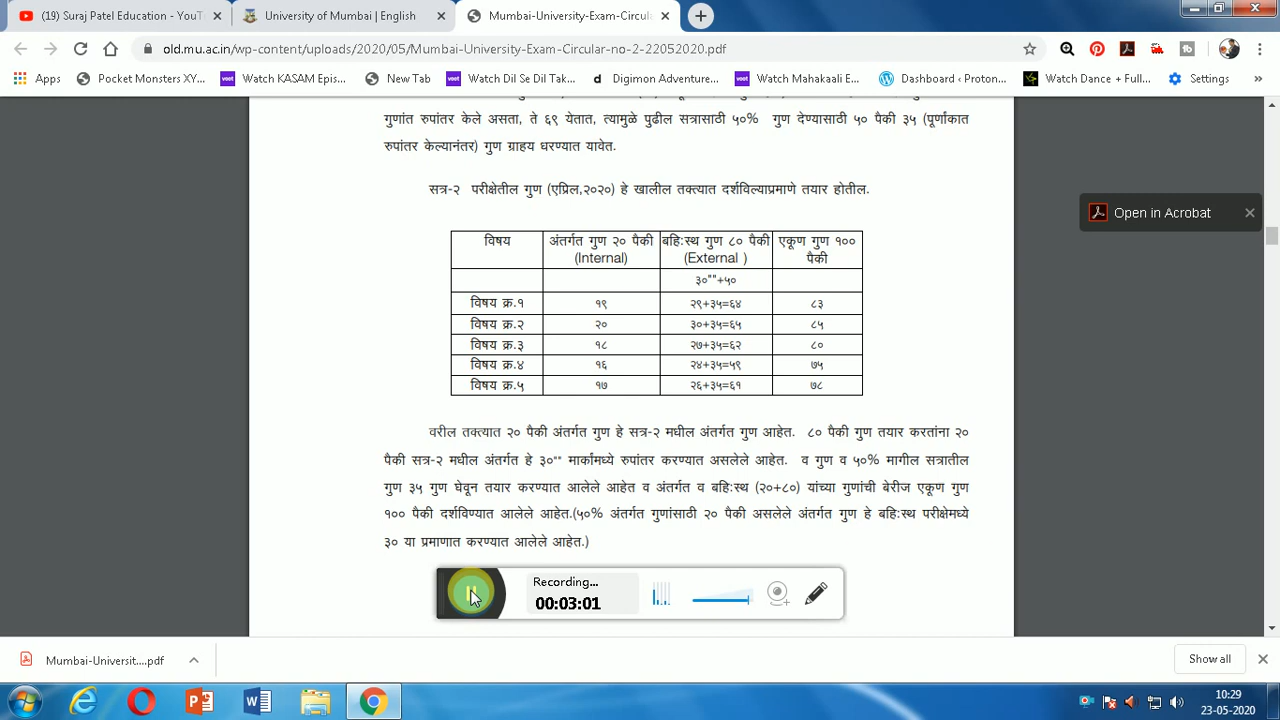 (19) Suraj Patel Education - YouT
University of Mumbai | English
Mumbai-University-Exam-Circula
old.mu.ac.in/wp-content/uploads/2020/05/Mumbai-University-Exam-Circular-no-2-22052020.pdf
Apps
Pocket Monsters XY...
voot
Watch KASAM Epis...
New Tab
voot
Watch Dil Se Dil Tak...
d
Digimon Adventure...
voot
Watch Mahakaali E...
Dashboard ‹ Proton...
Watch Dance + Full...
Settings
»
गुणांत रुपांतर केले असता, ते ६९ येतात, त्यामुळे पुढील सत्रासाठी ५०% गुण देण्यासाठी ५० पैकी ३५ (पूर्णांकात
रुपांतर केल्यानंतर) गुण ग्राहय धरण्यात यावेत.
सत्र-२ परीक्षेतील गुण (एप्रिल,२०२०) हे खालील तक्त्यात दर्शविल्याप्रमाणे तयार होतील.
विषय
अंतर्गत गुण २० पैकी
(Internal)
बहि:स्थ गुण ८० पैकी
(External )
एकूण गुण १००
पैकी
३०""+५०
विषय क्र.१ १९ २९+३५=६४ ८३
विषय क्र.२ २० ३०+३५=६५ ८५
विषय क्र.३ १८ २७+३५=६२ ८०
विषय क्र.४ १६ २४+३५=५९ ७५
विषय क्र.५ १७ २६+३५=६१ ७८
वरील तक्त्यात २० पैकी अंतर्गत गुण हे सत्र-२ मधील अंतर्गत गुण आहेत. ८० पैकी गुण तयार करतांना २०
पैकी सत्र-२ मधील अंतर्गत हे ३०"" मार्कांमध्ये रुपांतर करण्यात असलेले आहेत. व गुण व ५०% मागील सत्रातील
गुण ३५ गुण घेवून तयार करण्यात आलेले आहेत व अंतर्गत व बहि:स्थ (२०+८०) यांच्या गुणांची बेरीज एकूण गुण
१०० पैकी दर्शविण्यात आलेले आहेत.(५०% अंतर्गत गुणांसाठी २० पैकी असलेले अंतर्गत गुण हे बहि:स्थ परीक्षेमध्ये
३० या प्रमाणात करण्यात आलेले आहेत.)
Open in Acrobat
Recording...
00:03:01
Mumbai-Universit....pdf
Show all
10:29
23-05-2020